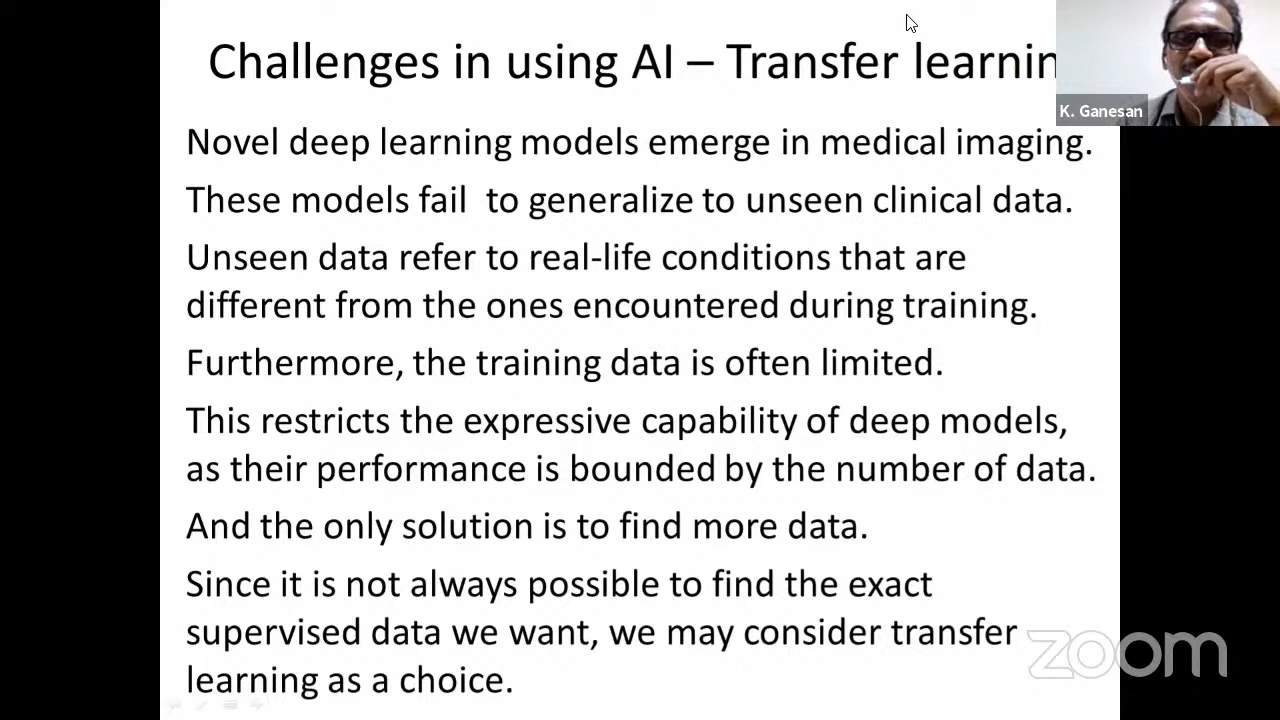 Challenges in using AI – Transfer learnin
K. Ganesan
Novel deep learning models emerge in medical imaging.
These models fail  to generalize to unseen clinical data.
Unseen data refer to real-life conditions that are
different from the ones encountered during training.
Furthermore, the training data is often limited.
This restricts the expressive capability of deep models,
as their performance is bounded by the number of data.
And the only solution is to find more data.
Since it is not always possible to find the exact
supervised data we want, we may consider transfer
learning as a choice.
zoom